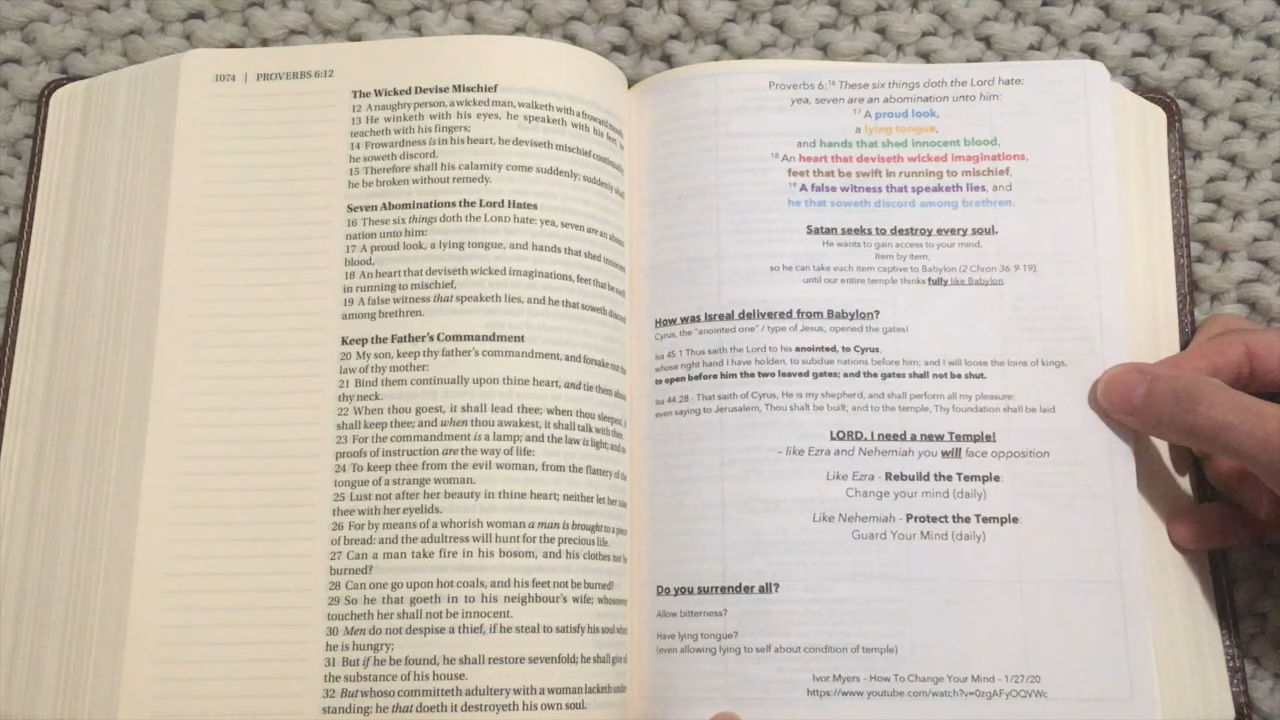 1074 | PROVERBS 6:12
The Wicked Devise Mischief
12 A naughty person, a wicked man, walketh with a froward mouth.
13 He winketh with his eyes, he speaketh with his feet, he
teacheth with his fingers;
14 Frowardness is in his heart, he deviseth mischief continually;
he soweth discord.
15 Therefore shall his calamity come suddenly; suddenly shall
he be broken without remedy.
Seven Abominations the Lord Hates
16 These six things doth the LORD hate: yea, seven are an abomi-
nation unto him:
17 A proud look, a lying tongue, and hands that shed innocent
blood,
18 An heart that deviseth wicked imaginations, feet that be swift
in running to mischief,
19 A false witness that speaketh lies, and he that soweth discord
among brethren.
Keep the Father's Commandment
20 My son, keep thy father's commandment, and forsake not the
law of thy mother:
21 Bind them continually upon thine heart, and tie them about
thy neck.
22 When thou goest, it shall lead thee; when thou sleepest, it
shall keep thee; and when thou awakest, it shall talk with thee.
23 For the commandment is a lamp; and the law is light; and re-
proofs of instruction are the way of life:
24 To keep thee from the evil woman, from the flattery of the
tongue of a strange woman.
25 Lust not after her beauty in thine heart; neither let her take
thee with her eyelids.
26 For by means of a whorish woman a man is brought to a piece
of bread: and the adultress will hunt for the precious life.
27 Can a man take fire in his bosom, and his clothes not be
burned?
28 Can one go upon hot coals, and his feet not be burned?
29 So he that goeth in to his neighbour's wife; whosoever
toucheth her shall not be innocent.
30 Men do not despise a thief, if he steal to satisfy his soul when
he is hungry;
31 But if he be found, he shall restore sevenfold; he shall give all
the substance of his house.
32 But whoso committeth adultery with a woman lacketh under-
standing: he that doeth it destroyeth his own soul.
Proverbs 6:16 These six things doth the Lord hate:
yea, seven are an abomination unto him:
17 A proud look,
a lying tongue,
and hands that shed innocent blood,
18 An heart that deviseth wicked imaginations,
feet that be swift in running to mischief,
19 A false witness that speaketh lies, and
he that soweth discord among brethren.
Satan seeks to destroy every soul.
He wants to gain access to your mind,
Item by item,
so he can take each item captive to Babylon (2 Chron 36. 9-19),
until our entire temple thinks fully like Babylon.
How was Isreal delivered from Babylon?
Cyrus, the "anointed one" / type of Jesus, opened the gates!
Isa 45.1 Thus saith the Lord to his anointed, to Cyrus,
whose right hand I have holden, to subdue nations before him; and I will loose the loins of kings,
to open before him the two leaved gates; and the gates shall not be shut.
Isa 44.28 - That saith of Cyrus, He is my shepherd, and shall perform all my pleasure:
even saying to Jerusalem, Thou shalt be built; and to the temple, Thy foundation shall be laid
LORD, I need a new Temple!
– like Ezra and Nehemiah you will face opposition
Like Ezra - Rebuild the Temple:
Change your mind (daily)
Like Nehemiah - Protect the Temple:
Guard Your Mind (daily)
Do you surrender all?
Allow bitterness?
Have lying tongue?
(even allowing lying to self about condition of temple)
Ivor Myers - How To Change Your Mind - 1/27/20
https://www.youtube.com/watch?v=0zgAFyOQVWc